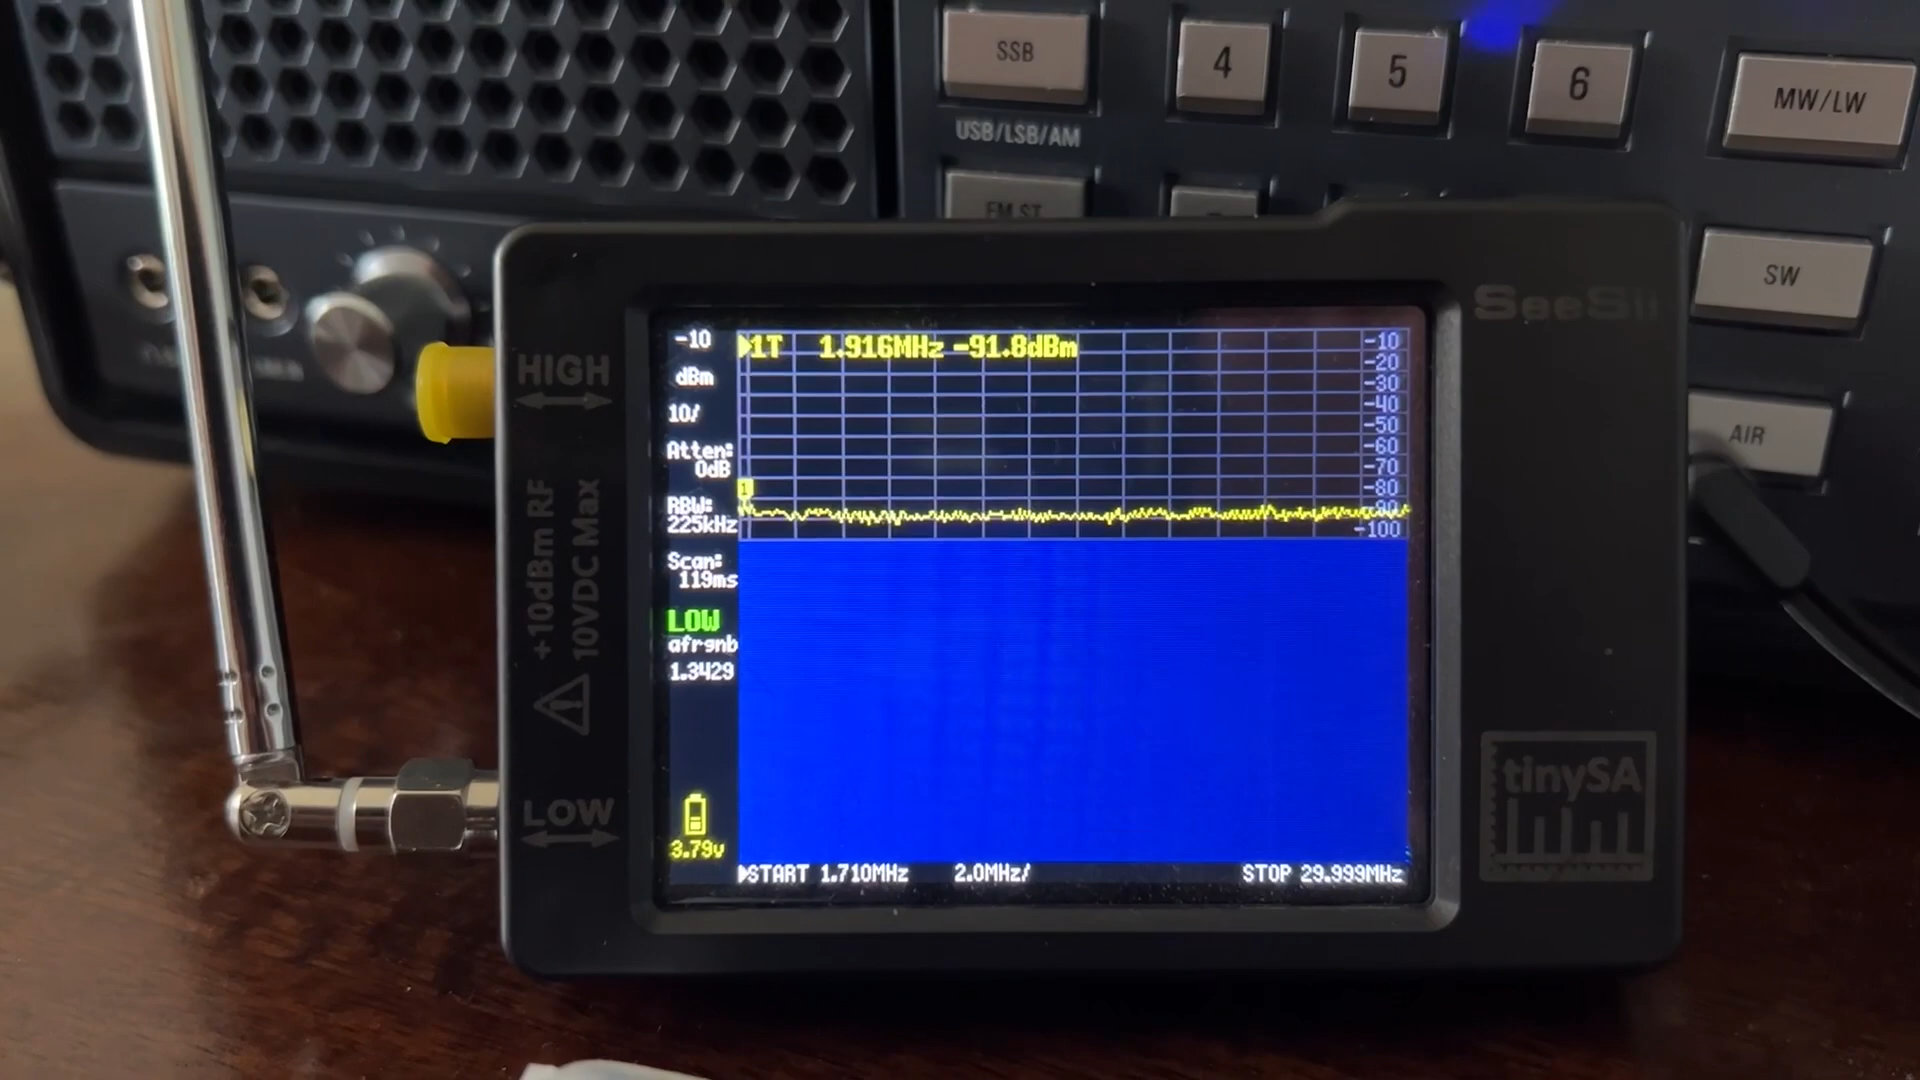 SSB
4
5
6
MW/LW
USB/LSB/AM
FM ST
SW
AIR
SeeSii
HIGH
+10dBm RF
10VDC Max
LOW
-10
dBm
10/
Atten:
0dB
RBW:
225kHz
Scan:
119ms
LOW
afrgnb
1.3429
3.79v
1T 1.916MHz -91.8dBm
-10
-20
-30
-40
-50
-60
-70
-80
-90
-100
1
START 1.710MHz 2.0MHz/ STOP 29.999MHz
tinySA